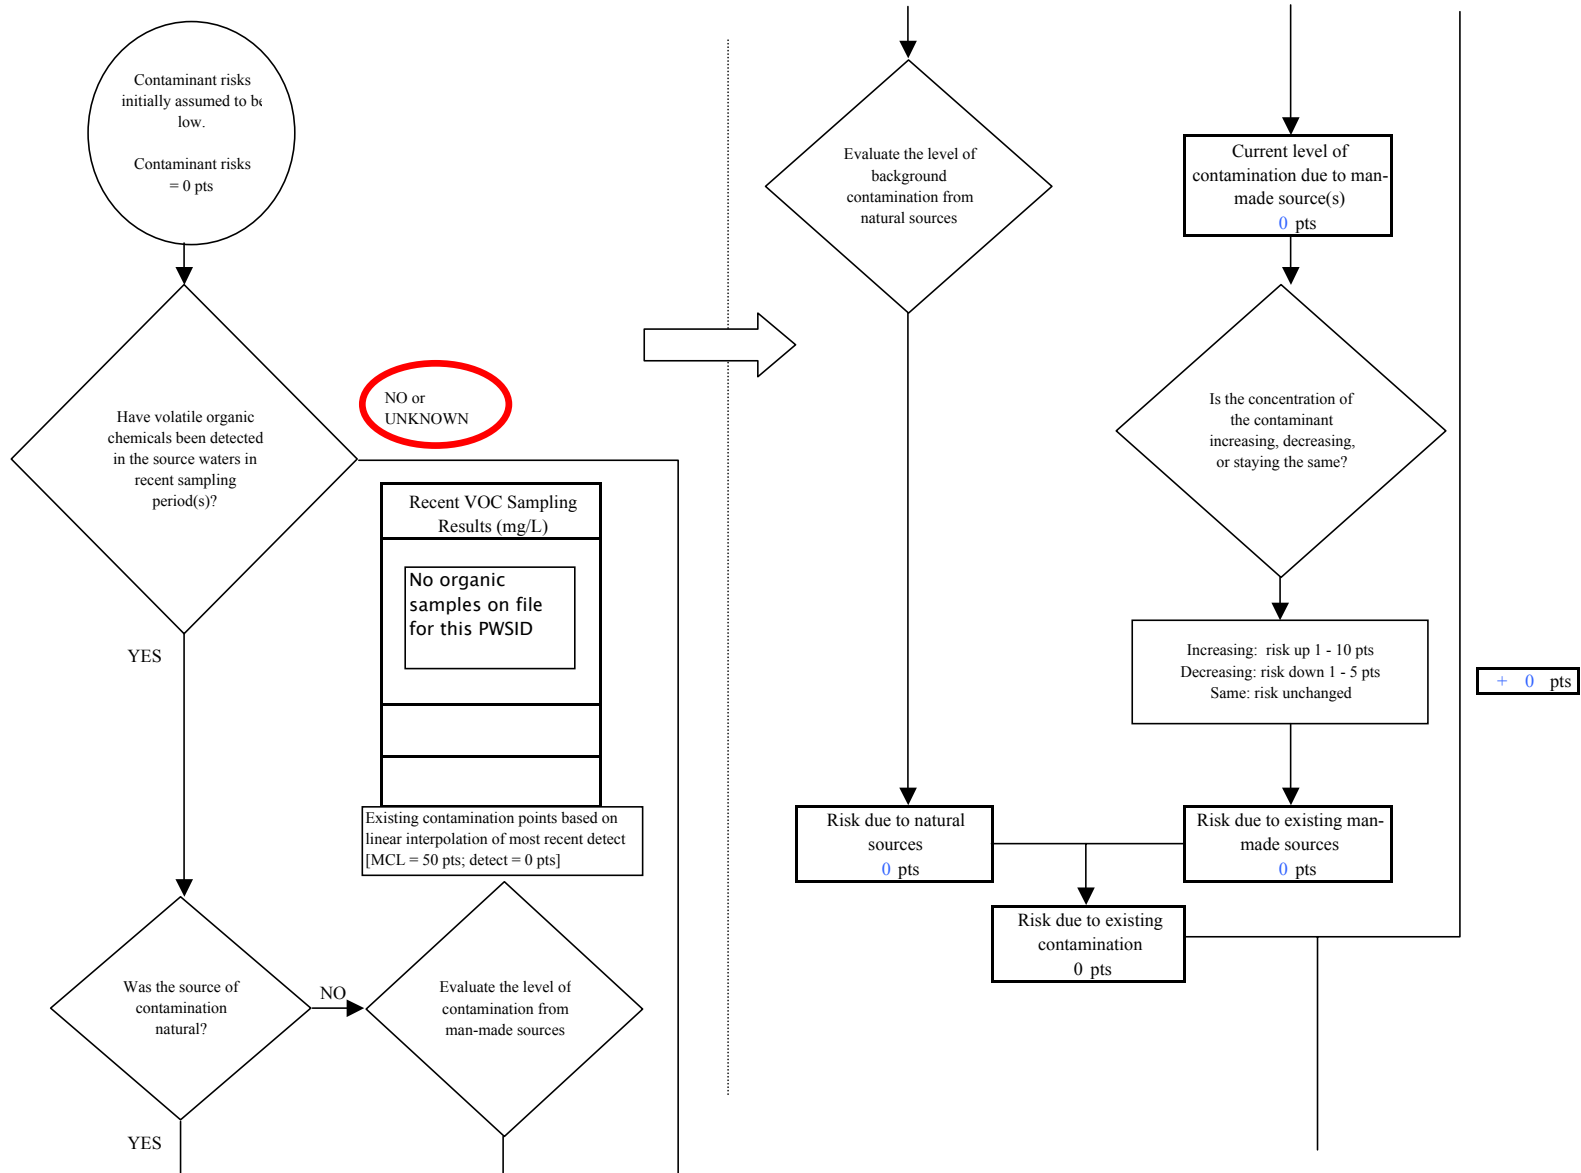 Contaminant risks
initially assumed to be
low.
Contaminant risks
= 0 pts
Have volatile organic
chemicals been detected
in the source waters in
recent sampling
period(s)?
NO or
UNKNOWN
Recent VOC Sampling
Results (mg/L)
No organic
samples on file
for this PWSID
YES
Existing contamination points based on
linear interpolation of most recent detect
[MCL = 50 pts; detect = 0 pts]
Was the source of
contamination
natural?
NO
Evaluate the level of
contamination from
man-made sources
YES
Evaluate the level of
background
contamination from
natural sources
Current level of
contamination due to man-
made source(s)
0 pts
Is the concentration of
the contaminant
increasing, decreasing,
or staying the same?
Increasing: risk up 1 - 10 pts
Decreasing: risk down 1 - 5 pts
Same: risk unchanged
+ 0 pts
Risk due to natural
sources
0 pts
Risk due to existing man-
made sources
0 pts
Risk due to existing
contamination
0 pts